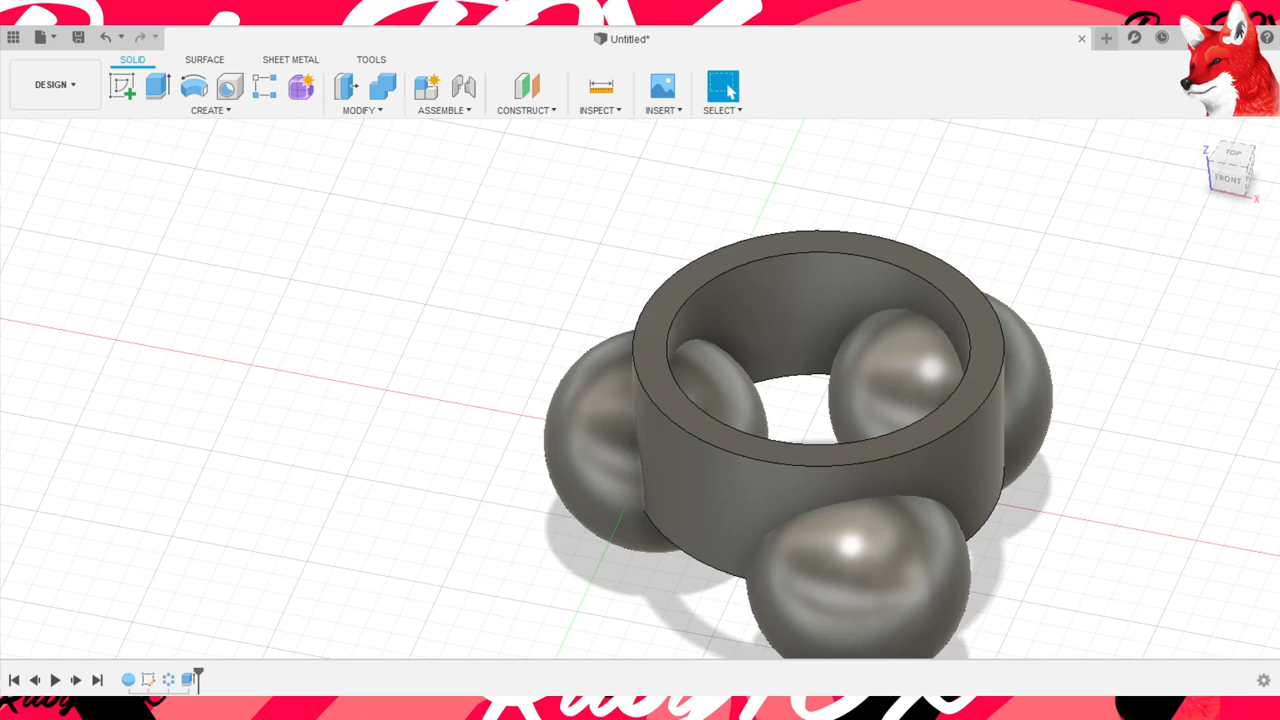 Untitled*
SOLID SURFACE SHEET METAL TOOLS
DESIGN
CREATE MODIFY ASSEMBLE CONSTRUCT INSPECT INSERT SELECT
Z
TOP
FRONT
X